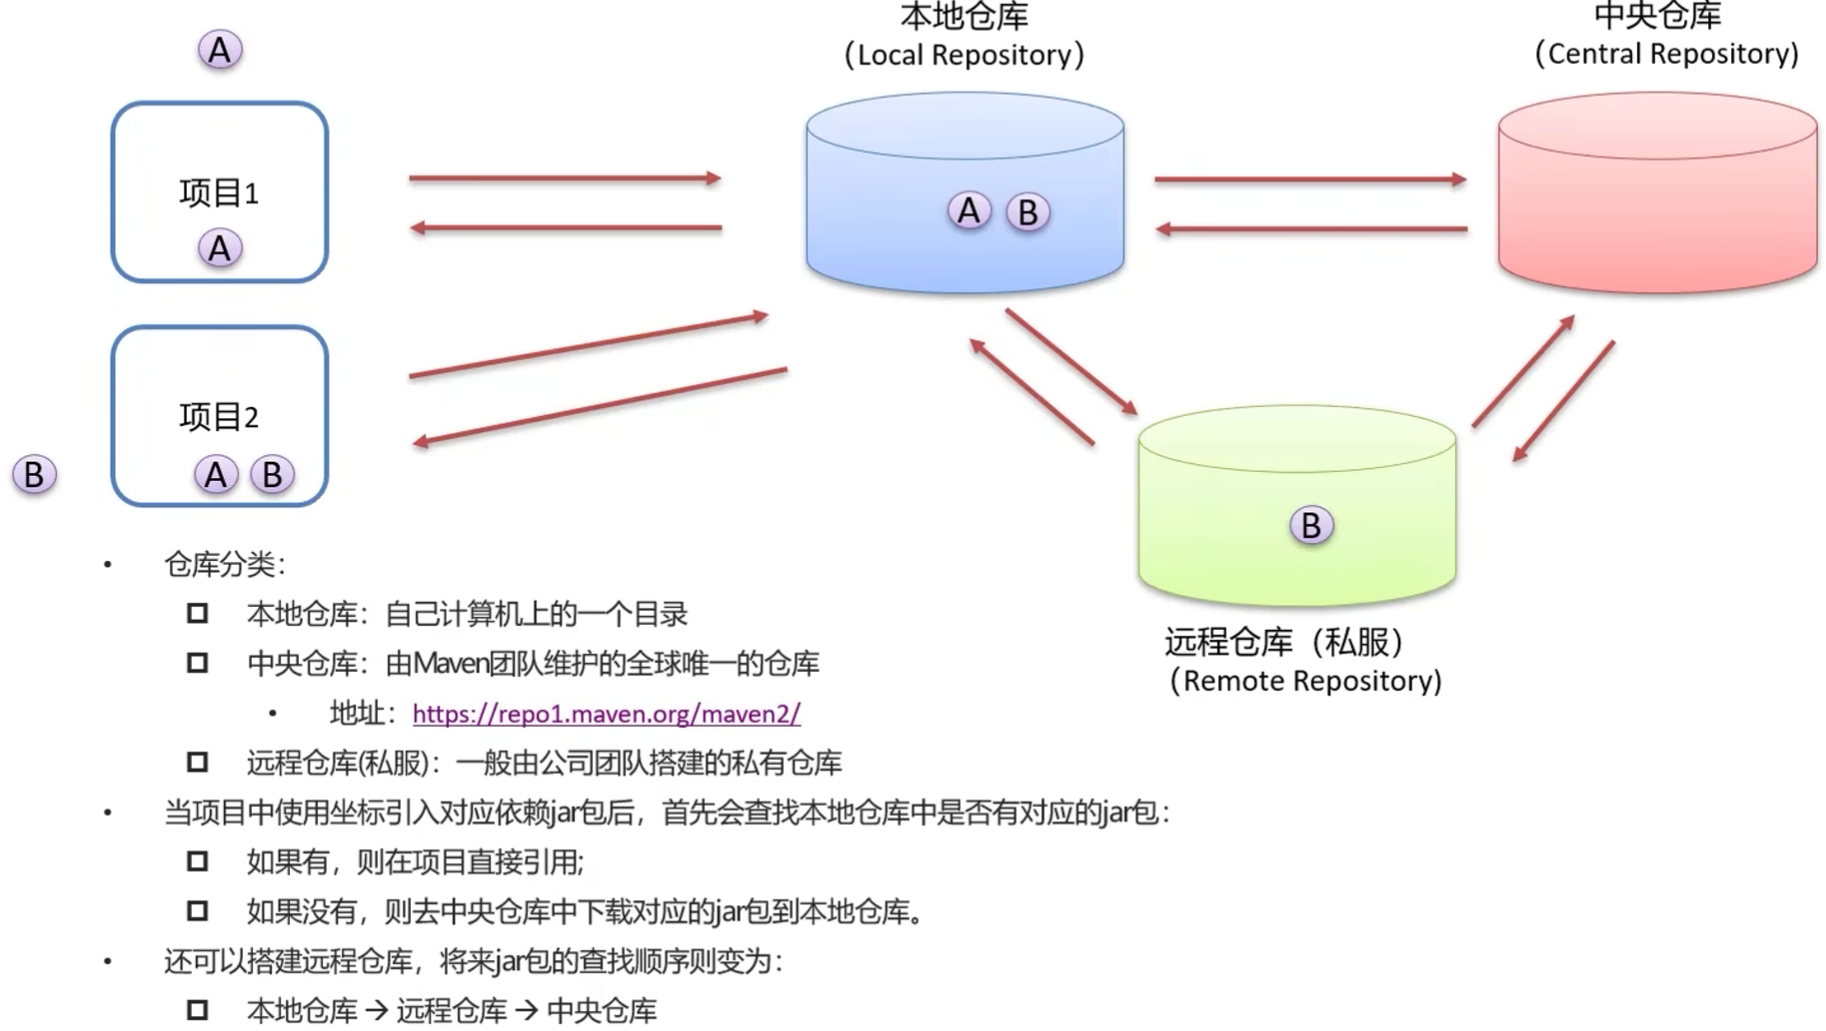 本地仓库
（Local Repository）
中央仓库
（Central Repository）
A
项目1
A
A B
项目2
A B
B
B
远程仓库（私服）
（Remote Repository)
• 仓库分类：
本地仓库：自己计算机上的一个目录
中央仓库：由Maven团队维护的全球唯一的仓库
• 地址：https://repo1.maven.org/maven2/
远程仓库(私服)：一般由公司团队搭建的私有仓库
• 当项目中使用坐标引入对应依赖jar包后，首先会查找本地仓库中是否有对应的jar包：
如果有，则在项目直接引用;
如果没有，则去中央仓库中下载对应的jar包到本地仓库。
• 还可以搭建远程仓库，将来jar包的查找顺序则变为：
本地仓库 → 远程仓库 → 中央仓库